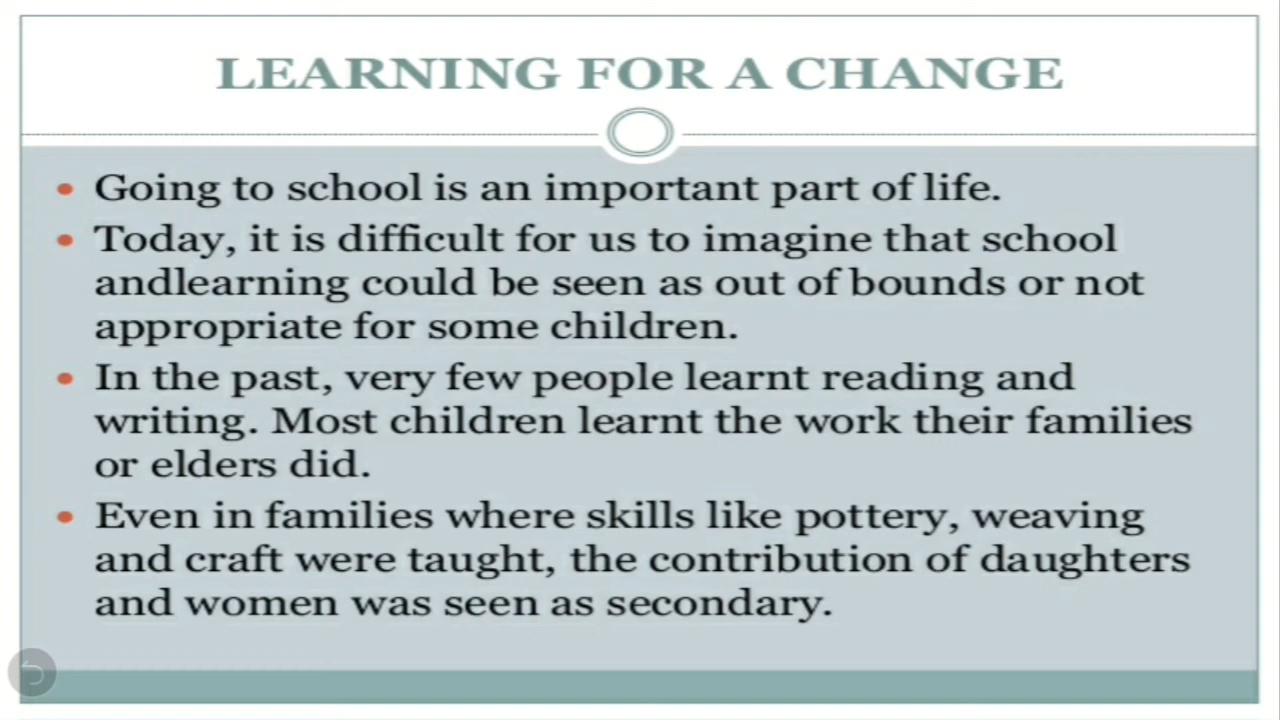 LEARNING FOR A CHANGE
• Going to school is an important part of life.
• Today, it is difficult for us to imagine that school
andlearning could be seen as out of bounds or not
appropriate for some children.
• In the past, very few people learnt reading and
writing. Most children learnt the work their families
or elders did.
• Even in families where skills like pottery, weaving
and craft were taught, the contribution of daughters
and women was seen as secondary.